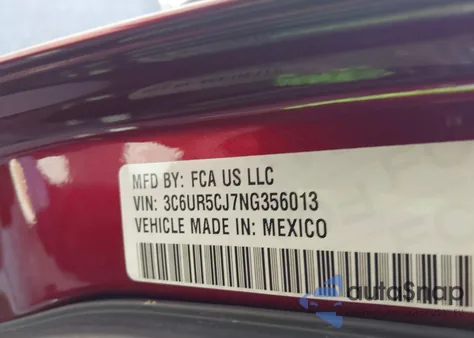 MFD BY: FCA US LLC
VIN: 3C6UR5CJ7NG356013
VEHICLE MADE IN: MEXICO
autoSnap